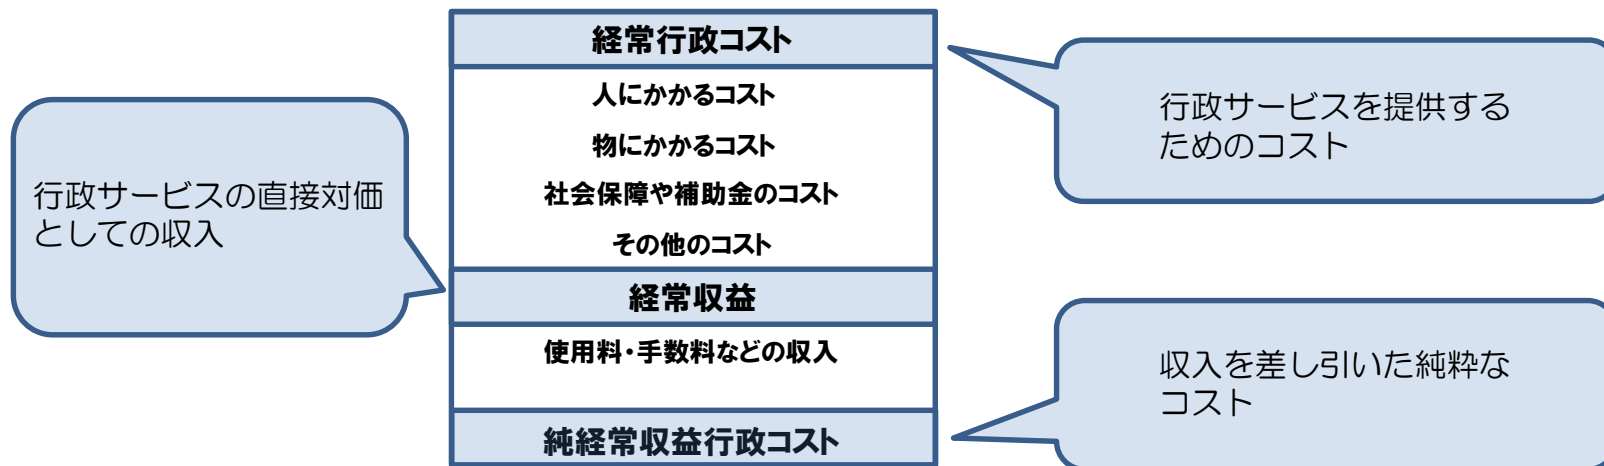 経常行政コスト
人にかかるコスト
物にかかるコスト
社会保障や補助金のコスト
その他のコスト
経常収益
使用料・手数料などの収入
純経常収益行政コスト
行政サービスの直接対価
としての収入
行政サービスを提供する
ためのコスト
収入を差し引いた純粋な
コスト